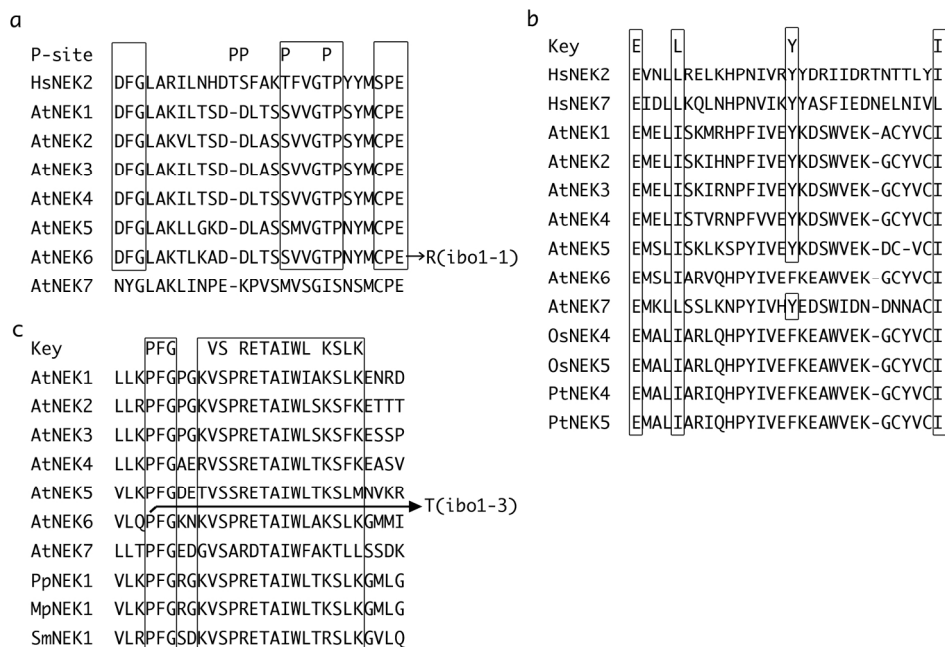 a
P-site PP P P
HsNEK2 DFGLARILNHDTSFAKTFVGTPYYMSPE
AtNEK1 DFGLAKILTSD-DLTSSVVGTPSYMCPE
AtNEK2 DFGLAKVLTSD-DLASSVVGTPSYMCPE
AtNEK3 DFGLAKILTSD-DLASSVVGTPSYMCPE
AtNEK4 DFGLAKILTSD-DLTSSVVGTPSYMCPE
AtNEK5 DFGLAKLLGKD-DLASSMVGTPNYMCPE
AtNEK6 DFGLAKTLKAD-DLTSSVVGTPNYMCPE→R(ibo1-1)
AtNEK7 NYGLAKLINPE-KPVSMVSGISNSMCPE
b
Key E L Y I
HsNEK2 EVNLLRELKHPNIVRYYDRIIDRTNTTLYI
HsNEK7 EIDLLKQLNHPNVIKYYASFIEDNELNIVL
AtNEK1 EMELISKMRHPFIVEYKDSWVEK-ACYVCI
AtNEK2 EMELISKIHNPFIVEYKDSWVEK-GCYVCI
AtNEK3 EMELISKIRNPFIVEYKDSWVEK-GCYVCI
AtNEK4 EMELISTVRNPFVVEYKDSWVEK-GCYVCI
AtNEK5 EMSLISKLKSPYIVEYKDSWVEK-DC-VCI
AtNEK6 EMSLIARVQHPYIVEFKEAWVEK-GCYVCI
AtNEK7 EMKLLSSLKNPYIVHYEDSWIDN-DNNACI
OsNEK4 EMALIARLQHPYIVEFKEAWVEK-GCYVCI
OsNEK5 EMALIARLQHPYIVEFKEAWVEK-GCYVCI
PtNEK4 EMALIARIQHPYIVEFKEAWVEK-GCYVCI
PtNEK5 EMALIARIQHPYIVEFKEAWVEK-GCYVCI
c
Key PFG VS RETAIWL KSLK
AtNEK1 LLKPFGPGKVSPRETAIWIAKSLKENRD
AtNEK2 LLRPFGPGKVSPRETAIWLSKSFKETTT
AtNEK3 LLKPFGPGKVSPRETAIWLSKSFKESSP
AtNEK4 LLKPFGAERVSPRETAIWLTKSFKEASV
AtNEK5 VLKPFGDETVSSRETAIWLTKSLMNVKR
T(ibo1-3)
AtNEK6 VLQPFGKNKVSPRETAIWLAKSLKGMMI
AtNEK7 LLTPFGEDGVSARDTAIWFAKTLLSSDK
PpNEK1 VLKPFGRGKVSPRETAIWLTKSLKGMLG
MpNEK1 VLKPFGRGKVSPRETAIWLTKSLKGMLG
SmNEK1 VLRPFGSDKVSPRETAIWLTRSLKGVLQ